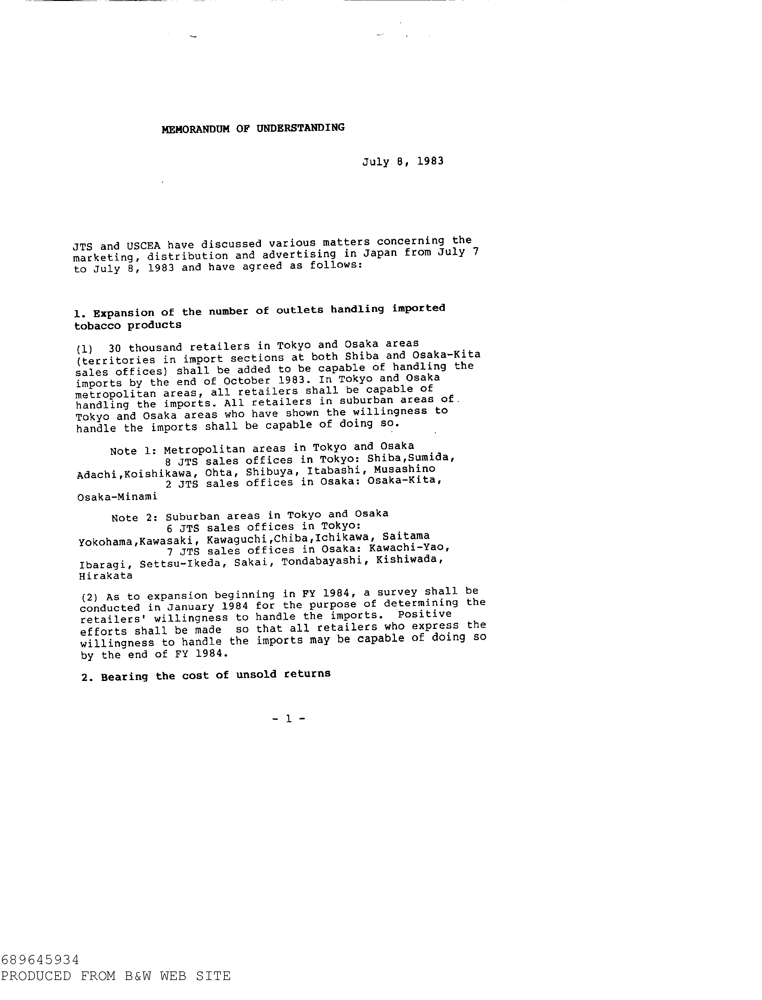 MEMORANDUM OF UNDERSTANDING
July 8, 1983
JTS and USCEA have discussed various matters concerning the
marketing, distribution and advertising in Japan from July 7
to July 8, 1983 and have agreed as follows:
1. Expansion of the number of outlets handling imported
tobacco products
(1)  30 thousand retailers in Tokyo and Osaka areas
(territories in import sections at both Shiba and Osaka-Kita
sales offices) shall be added to be capable of handling the
imports by the end of October 1983. In Tokyo and Osaka
metropolitan areas, all retailers shall be capable of
handling the imports. All retailers in suburban areas of
Tokyo and Osaka areas who have shown the willingness to
handle the imports shall be capable of doing so.
Note 1: Metropolitan areas in Tokyo and Osaka
8 JTS sales offices in Tokyo: Shiba,Sumida,
Adachi,Koishikawa, Ohta, Shibuya, Itabashi, Musashino
2 JTS sales offices in Osaka: Osaka-Kita,
Osaka-Minami
Note 2: Suburban areas in Tokyo and Osaka
6 JTS sales offices in Tokyo:
Yokohama,Kawasaki, Kawaguchi,Chiba,Ichikawa, Saitama
7 JTS sales offices in Osaka: Kawachi-Yao,
Ibaragi, Settsu-Ikeda, Sakai, Tondabayashi, Kishiwada,
Hirakata
(2) As to expansion beginning in FY 1984, a survey shall be
conducted in January 1984 for the purpose of determining the
retailers' willingness to handle the imports.  Positive
efforts shall be made  so that all retailers who express the
willingness to handle the imports may be capable of doing so
by the end of FY 1984.
2. Bearing the cost of unsold returns
- 1 -
689645934
PRODUCED FROM B&W WEB SITE